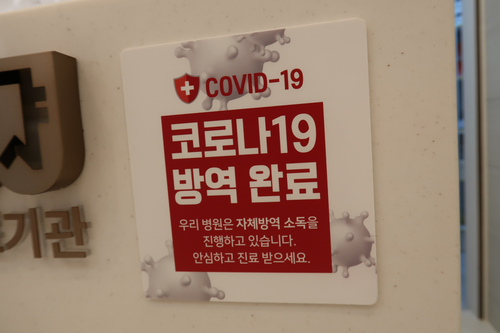 COVID-19
코로나19
방역 완료
우리 병원은 자체방역 소독을
진행하고 있습니다.
안심하고 진료 받으세요.
기관